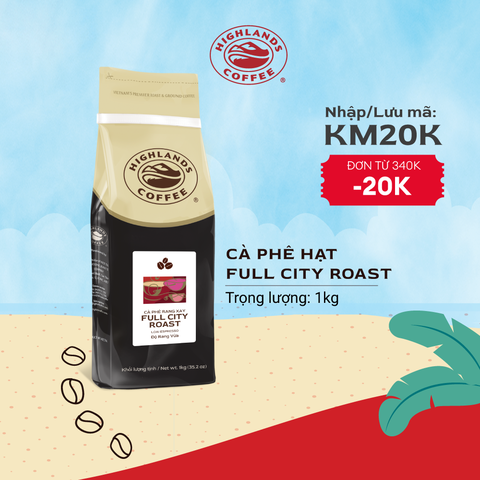 HIGHLANDS
COFFEE
®
Nhập/Lưu mã:
KM20K
ĐƠN TỪ 340K
-20K
HIGHLANDS
COFFEE
®
CÀ PHÊ HẠT
FULL CITY ROAST
Trọng lượng: 1kg
CÀ PHÊ RANG XAY
FULL CITY
ROAST
Độ Rang Vừa
Khối lượng tịnh / Net wt. 1kg (35.2 oz)